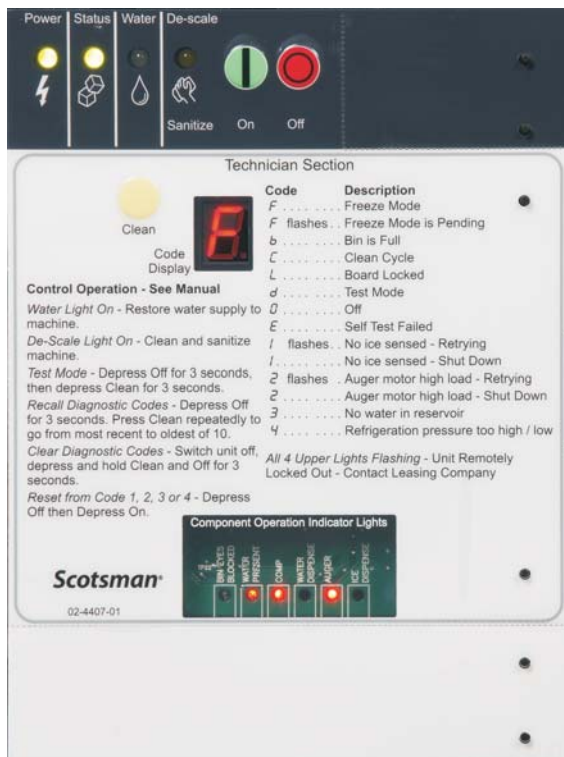 Power Status Water De-scale
Sanitize On Off
Technician Section
Clean
Code
Display
F
Control Operation - See Manual
Water Light On - Restore water supply to
machine.
De-Scale Light On - Clean and sanitize
machine.
Test Mode - Depress Off for 3 seconds,
then depress Clean for 3 seconds.
Recall Diagnostic Codes - Depress Off
for 3 seconds. Press Clean repeatedly to
go from most recent to oldest of 10.
Clear Diagnostic Codes - Switch unit off,
depress and hold Clean and Off for 3
seconds.
Reset from Code 1, 2, 3 or 4 - Depress
Off then Depress On.
Code Description
F . . . . . . . . Freeze Mode
F flashes . . Freeze Mode is Pending
b . . . . . . . . Bin is Full
C . . . . . . . . Clean Cycle
L . . . . . . . . Board Locked
d . . . . . . . . Test Mode
0 . . . . . . . . Off
E . . . . . . . . Self Test Failed
1 flashes . . No ice sensed - Retrying
1 . . . . . . . . No ice sensed - Shut Down
2 flashes . Auger motor high load - Retrying
2 . . . . . . . . Auger motor high load - Shut Down
3 . . . . . . . . No water in reservoir
4 . . . . . . . . Refrigeration pressure too high / low
All 4 Upper Lights Flashing - Unit Remotely
Locked Out - Contact Leasing Company
Component Operation Indicator Lights
BIN EYES
BLOCKED
WATER
PRESENT
COMP
WATER
DISPENSE
AUGER
ICE
DISPENSE
Scotsman®
02-4407-01